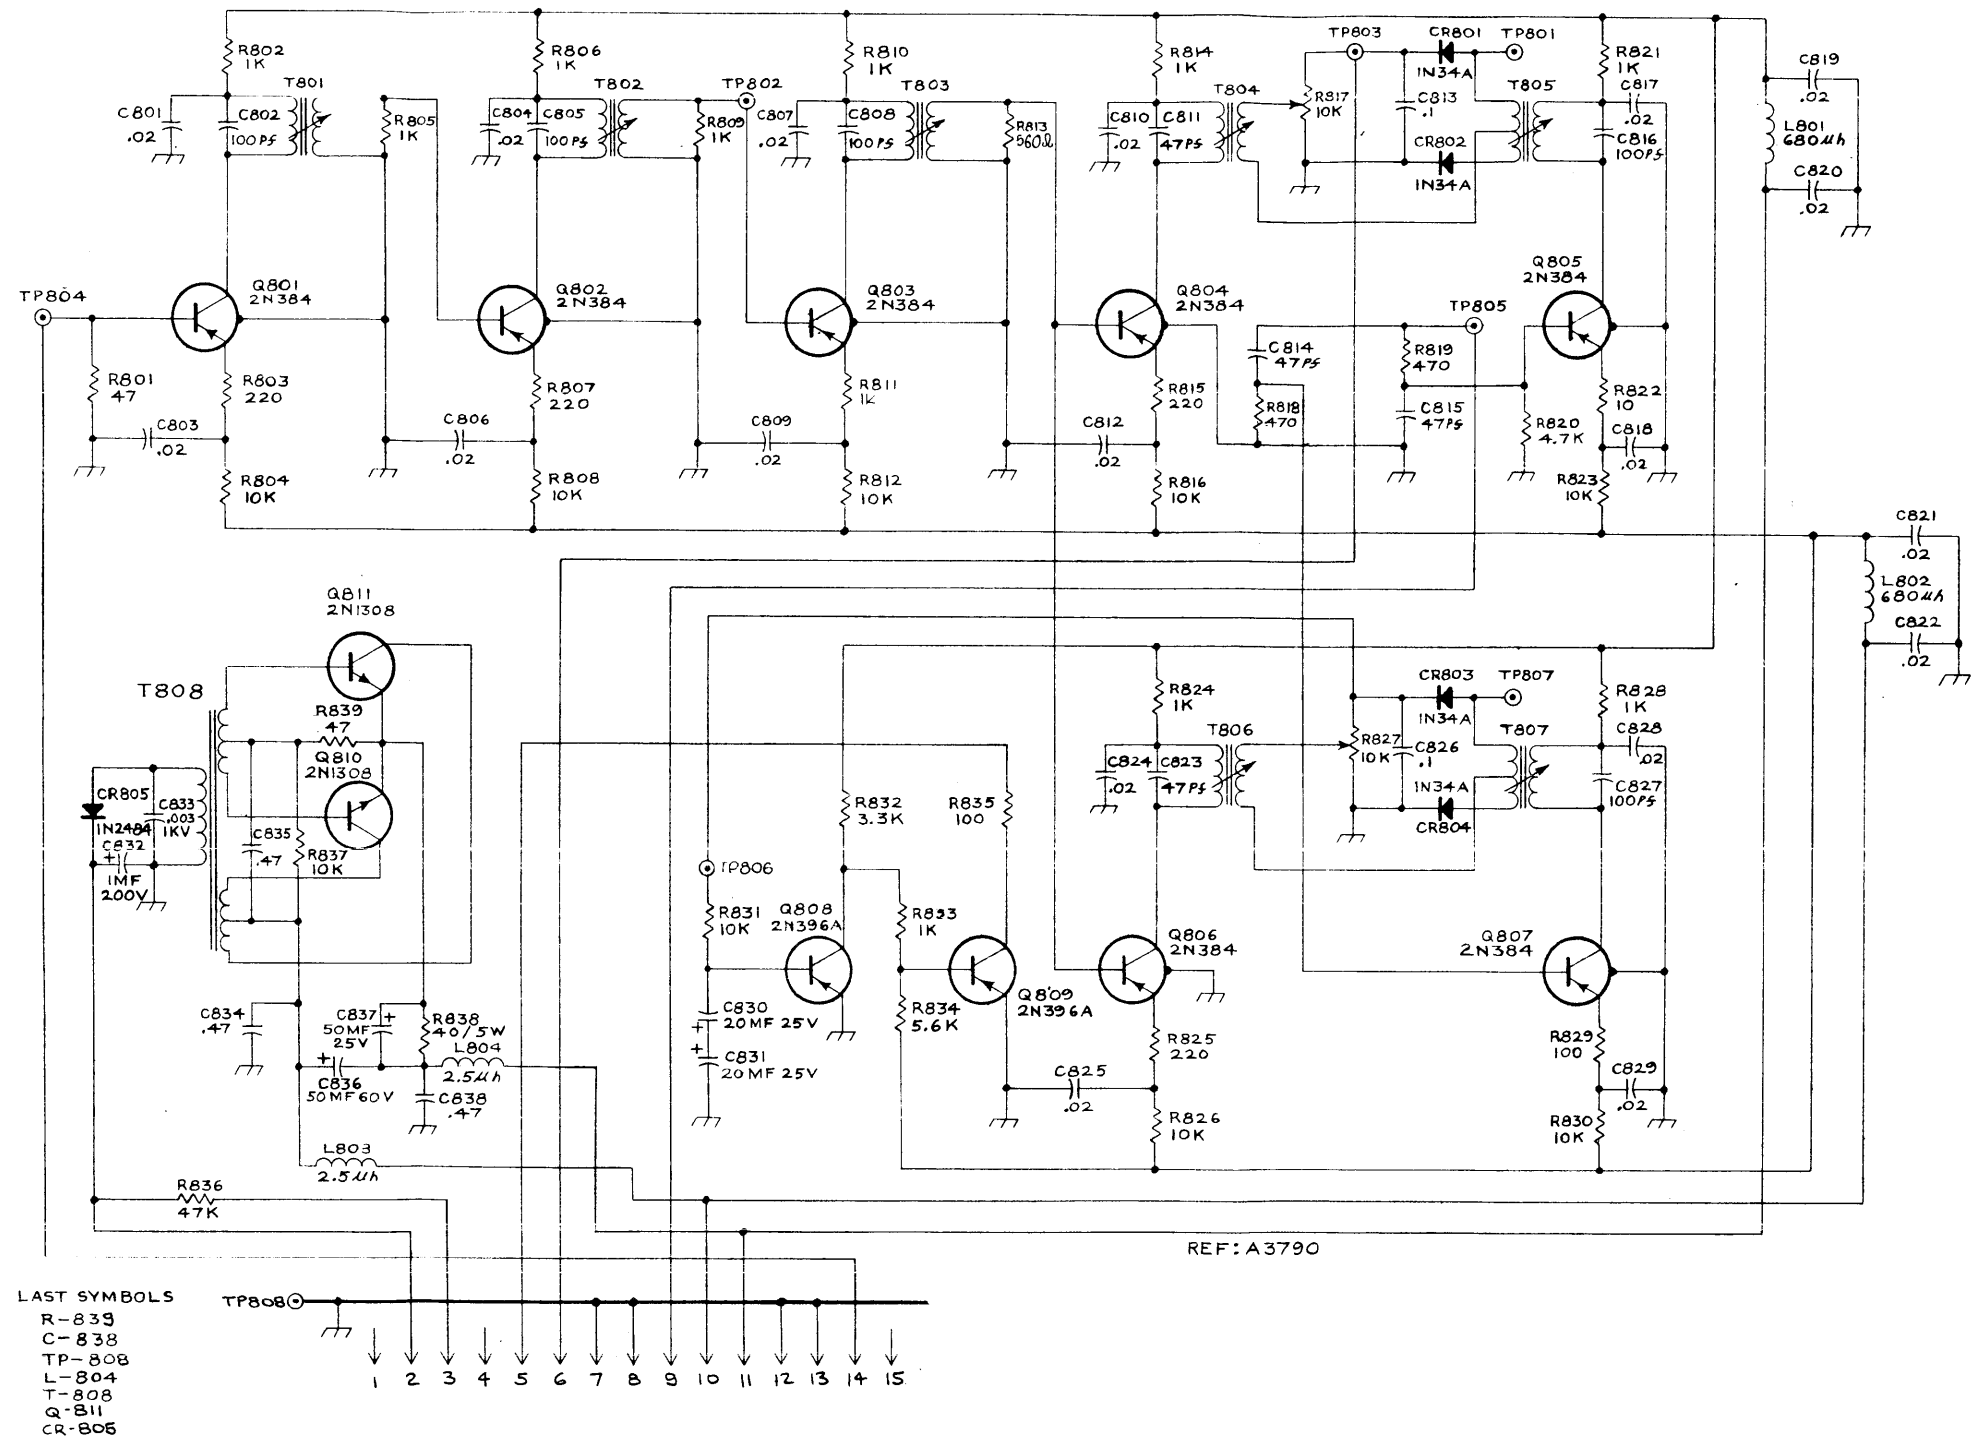 R802
1K
T801
C801
.02
C802
100Pf
R805
1K
R806
1K
T802
TP802
C804
.02
C805
100Pf
R809
1K
R810
1K
T803
C807
.02
C808
100Pf
R813
560Ω
R814
1K
T804
C810
.02
C811
47Pf
TP803
CR801
TP801
1N34A
R817
10K
C813
.1
T805
CR802
1N34A
R821
1K
C817
.02
C816
100Pf
C819
.02
L801
680µh
C820
.02
TP804
Q801
2N384
Q802
2N384
Q803
2N384
Q804
2N384
Q805
2N384
TP805
R801
47
R803
220
C803
.02
R804
10K
R807
220
C806
.02
R808
10K
R811
1K
C809
.02
R812
10K
R815
220
C812
.02
R816
10K
C814
47Pf
R818
470
R819
470
C815
47Pf
R820
4.7K
R822
10
C818
.02
R823
10K
C821
.02
L802
680µh
C822
.02
Q811
2N1308
T808
R839
47
Q810
2N1308
CR805
1N2484
C833
.003
1KV
C832
+
1MF
200V
C835
.47
R837
10K
R832
3.3K
R835
100
R824
1K
T806
C824
.02
C823
47Pf
CR803
TP807
1N34A
R827
10K
C826
.1
T807
1N34A
CR804
R828
1K
C828
.02
C827
100Pf
TP806
R831
10K
Q808
2N396A
R833
1K
Q809
2N396A
R834
5.6K
Q806
2N384
Q807
2N384
C830
20MF 25V
+
C831
20MF 25V
+
C834
.47
C837
50MF
25V
+
R838
40/5W
L804
2.5µh
C836
50MF 60V
+
C838
.47
R825
220
C825
.02
R826
10K
R829
100
C829
.02
R830
10K
L803
2.5µh
R836
47K
REF: A3790
LAST SYMBOLS
R-839
C-838
TP-808
L-804
T-808
Q-811
CR-805
TP808
1 2 3 4 5 6 7 8 9 10 11 12 13 14 15